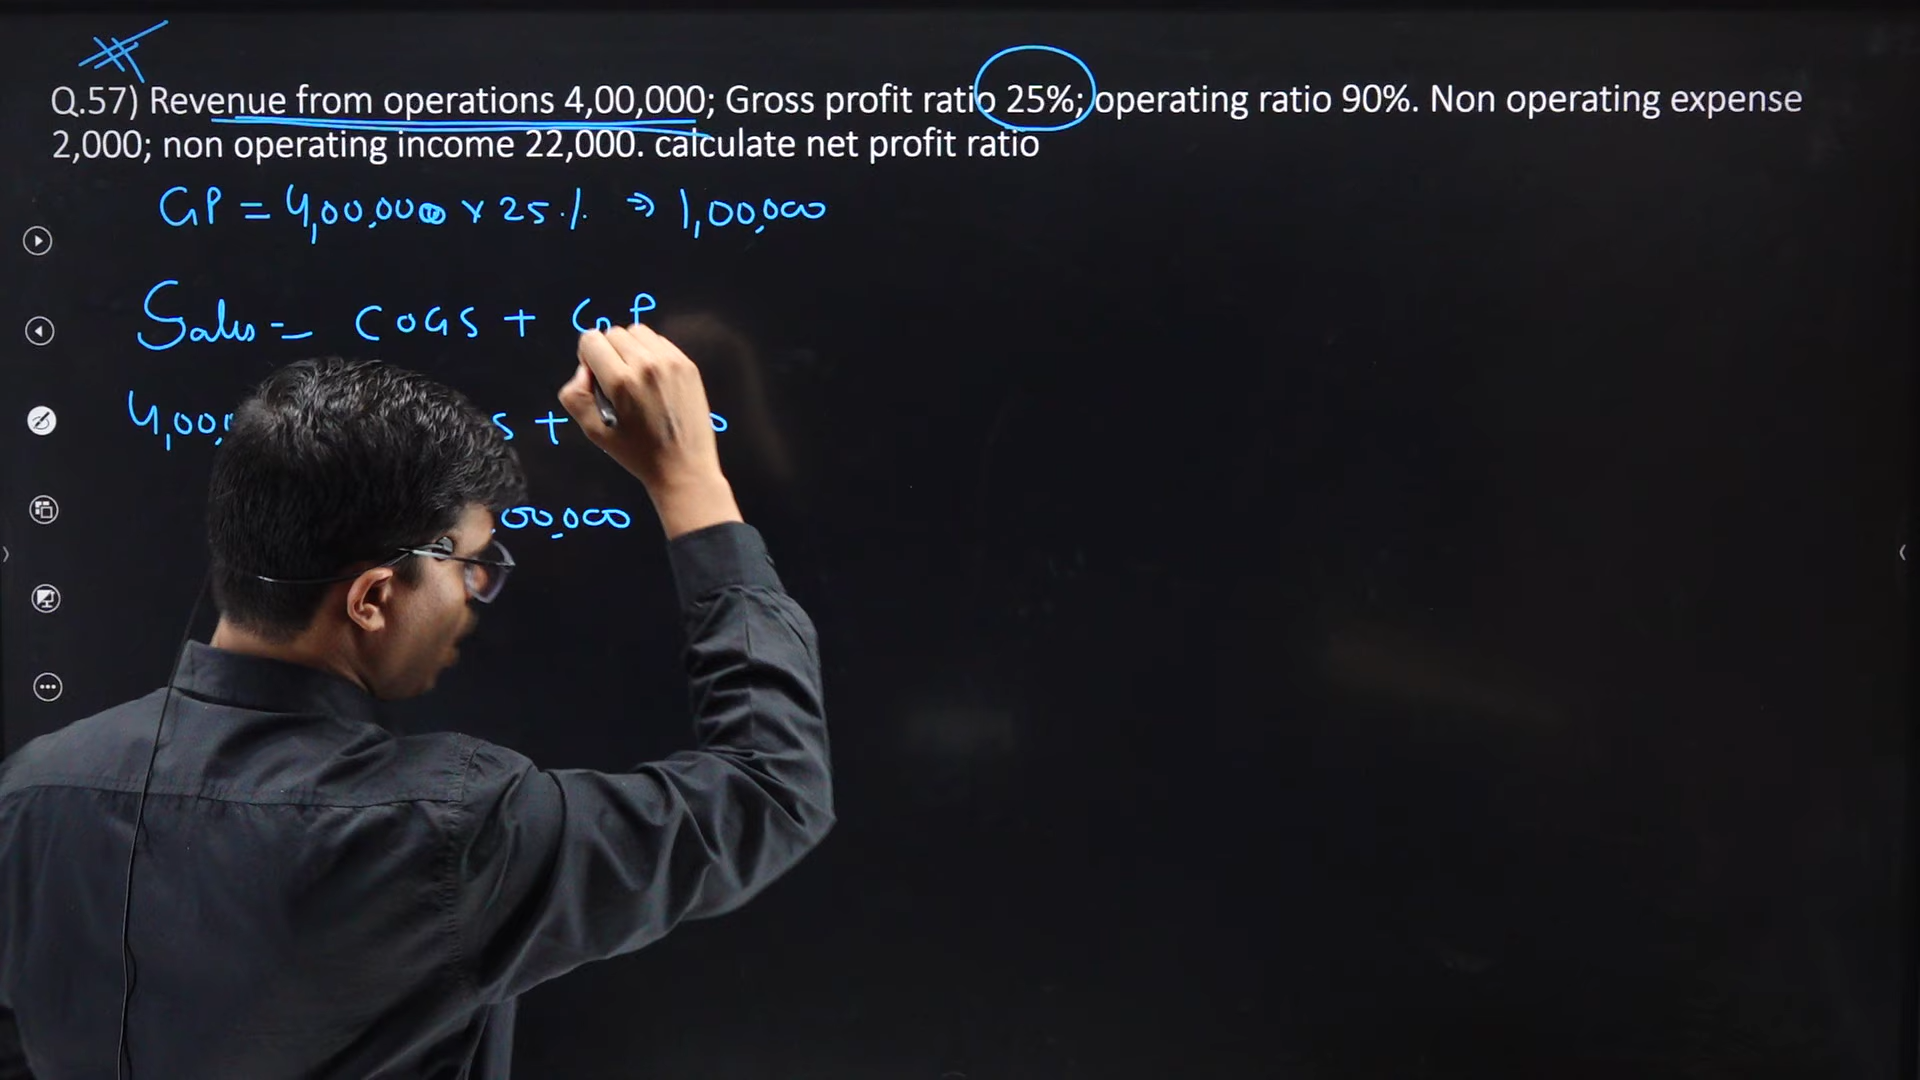 Q.57) Revenue from operations 4,00,000; Gross profit ratio 25%; operating ratio 90%. Non operating expense
2,000; non operating income 22,000. calculate net profit ratio
GP = 4,00,000 x 25% ⇒ 1,00,000
Sales = COGS + GP
4,00, S +
00,000